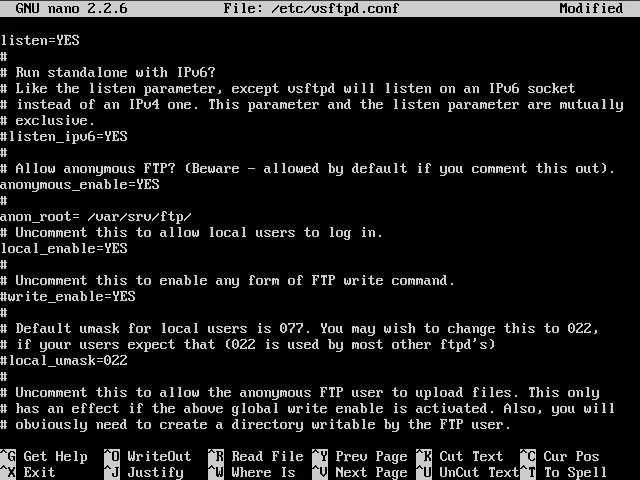 GNU nano 2.2.6 File: /etc/vsftpd.conf Modified
listen=YES
#
# Run standalone with IPv6?
# Like the listen parameter, except vsftpd will listen on an IPv6 socket
# instead of an IPv4 one. This parameter and the listen parameter are mutually
# exclusive.
#listen_ipv6=YES
#
# Allow anonymous FTP? (Beware - allowed by default if you comment this out).
anonymous_enable=YES
#
anon_root= /var/srv/ftp/
# Uncomment this to allow local users to log in.
local_enable=YES
#
# Uncomment this to enable any form of FTP write command.
#write_enable=YES
#
# Default umask for local users is 077. You may wish to change this to 022,
# if your users expect that (022 is used by most other ftpd's)
#local_umask=022
#
# Uncomment this to allow the anonymous FTP user to upload files. This only
# has an effect if the above global write enable is activated. Also, you will
# obviously need to create a directory writable by the FTP user.
^G Get Help ^O WriteOut ^R Read File ^Y Prev Page ^K Cut Text ^C Cur Pos
^X Exit ^J Justify ^W Where Is ^V Next Page ^U UnCut Text ^T To Spell